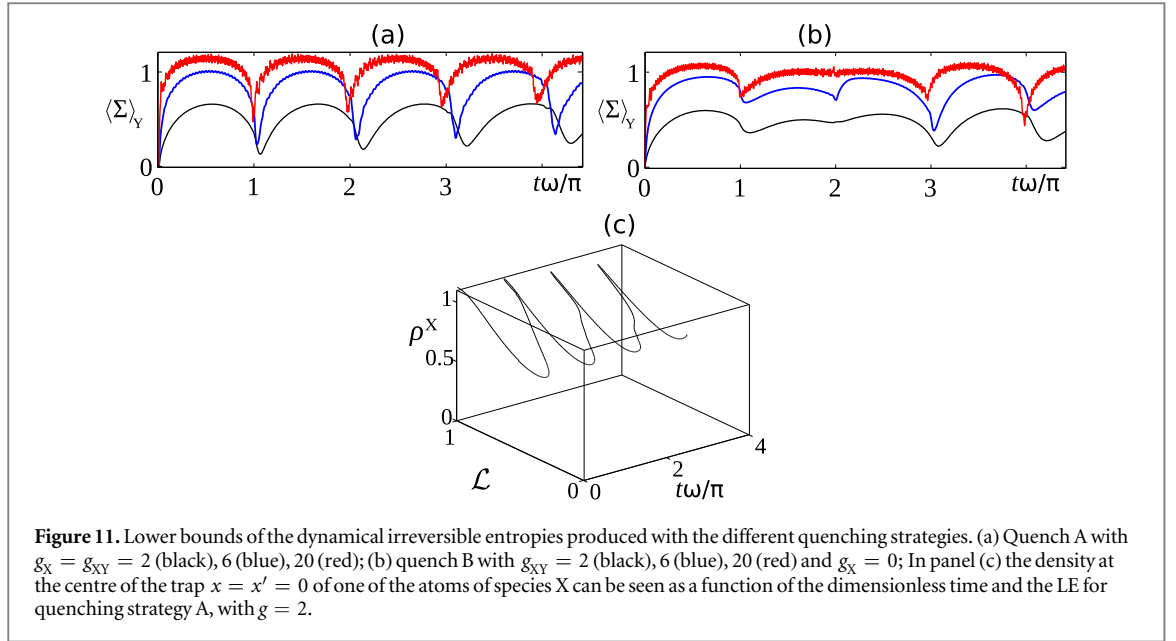 (a) (b)
1 1
⟨Σ⟩Y ⟨Σ⟩Y
0 0
0 1 2 3 tω/π 0 1 2 3 tω/π
(c)
1
ρX
0.5
0
1 4
ℒ 2
0 0 tω/π
Figure 11. Lower bounds of the dynamical irreversible entropies produced with the different quenching strategies. (a) Quench A with
gX = gXY = 2 (black), 6 (blue), 20 (red); (b) quench B with gXY = 2 (black), 6 (blue), 20 (red) and gX = 0; In panel (c) the density at
the centre of the trap x = x′ = 0 of one of the atoms of species X can be seen as a function of the dimensionless time and the LE for
quenching strategy A, with g = 2.